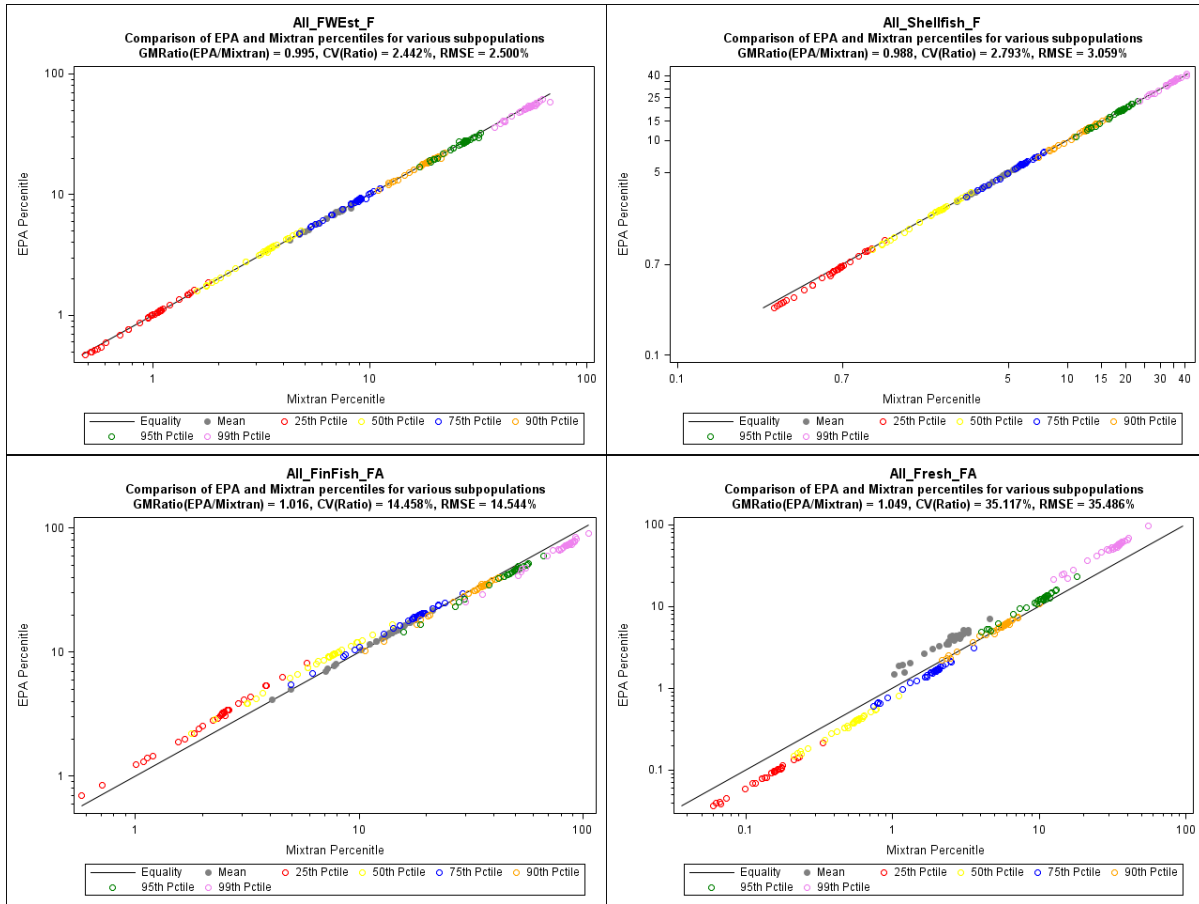 All_FWEst_F
Comparison of EPA and Mixtran percentiles for various subpopulations
GMRatio(EPA/Mixtran) = 0.995, CV(Ratio) = 2.442%, RMSE = 2.500%
100
10
1
EPA Percenitle
1 10 100
Mixtran Percenitle
Equality Mean 25th Pctile 50th Pctile 75th Pctile 90th Pctile
95th Pctile 99th Pctile
All_Shellfish_F
Comparison of EPA and Mixtran percentiles for various subpopulations
GMRatio(EPA/Mixtran) = 0.988, CV(Ratio) = 2.793%, RMSE = 3.059%
40
25
15
10
5
0.7
0.1
EPA Percenitle
0.1 0.7 5 10 15 20 30 40
Mixtran Percenitle
Equality Mean 25th Pctile 50th Pctile 75th Pctile 90th Pctile
95th Pctile 99th Pctile
All_FinFish_FA
Comparison of EPA and Mixtran percentiles for various subpopulations
GMRatio(EPA/Mixtran) = 1.016, CV(Ratio) = 14.458%, RMSE = 14.544%
100
10
1
EPA Percenitle
1 10 100
Mixtran Percenitle
Equality Mean 25th Pctile 50th Pctile 75th Pctile 90th Pctile
95th Pctile 99th Pctile
All_Fresh_FA
Comparison of EPA and Mixtran percentiles for various subpopulations
GMRatio(EPA/Mixtran) = 1.049, CV(Ratio) = 35.117%, RMSE = 35.486%
100
10
1
0.1
EPA Percenitle
0.1 1 10 100
Mixtran Percenitle
Equality Mean 25th Pctile 50th Pctile 75th Pctile 90th Pctile
95th Pctile 99th Pctile